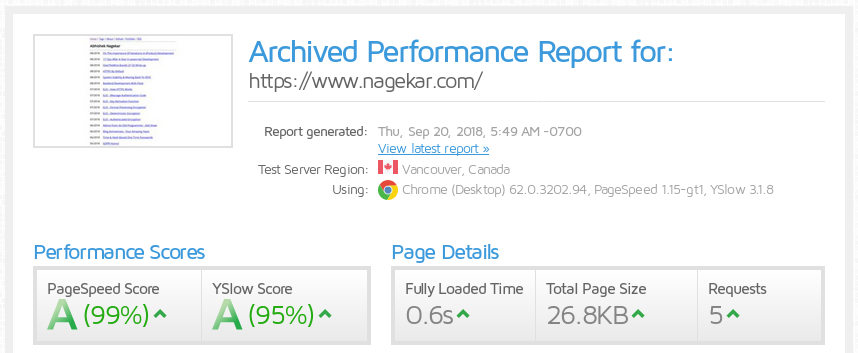 Abhishek Nagekar
Archived Performance Report for:
https://www.nagekar.com/
Report generated: Thu, Sep 20, 2018, 5:49 AM -0700
View latest report »
Test Server Region: Vancouver, Canada
Using: Chrome (Desktop) 62.0.3202.94, PageSpeed 1.15-gt1, YSlow 3.1.8
Performance Scores
PageSpeed Score
A (99%)
YSlow Score
A (95%)
Page Details
Fully Loaded Time
0.6s
Total Page Size
26.8KB
Requests
5